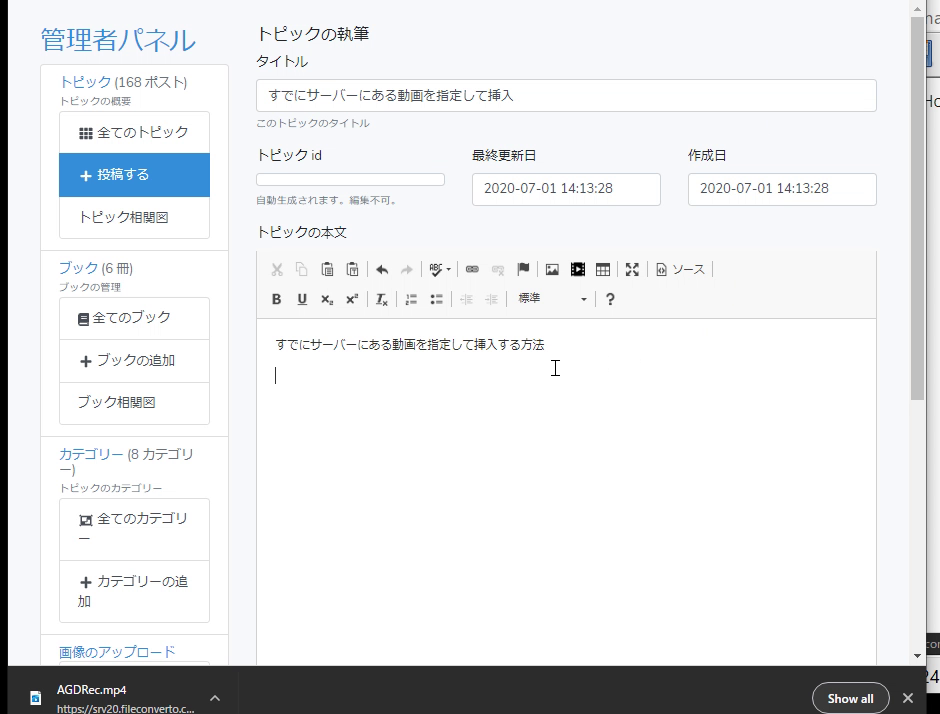 管理者パネル
トピック (168 ポスト)
トピックの概要
全てのトピック
投稿する
トピック相関図
ブック (6 冊)
ブックの管理
全てのブック
ブックの追加
ブック相関図
カテゴリー (8 カテゴリ
ー)
トピックのカテゴリー
全てのカテゴリ
ー
カテゴリーの追
加
画像のアップロード
トピックの執筆
タイトル
すでにサーバーにある動画を指定して挿入
このトピックのタイトル
トピック id
最終更新日
作成日
2020-07-01 14:13:28
2020-07-01 14:13:28
自動生成されます。編集不可。
トピックの本文
ABC
ソース
B U x₂ x² Tx
標準
?
すでにサーバーにある動画を指定して挿入する方法
AGDRec.mp4
https://srv20.fileconverto.c...
Show all